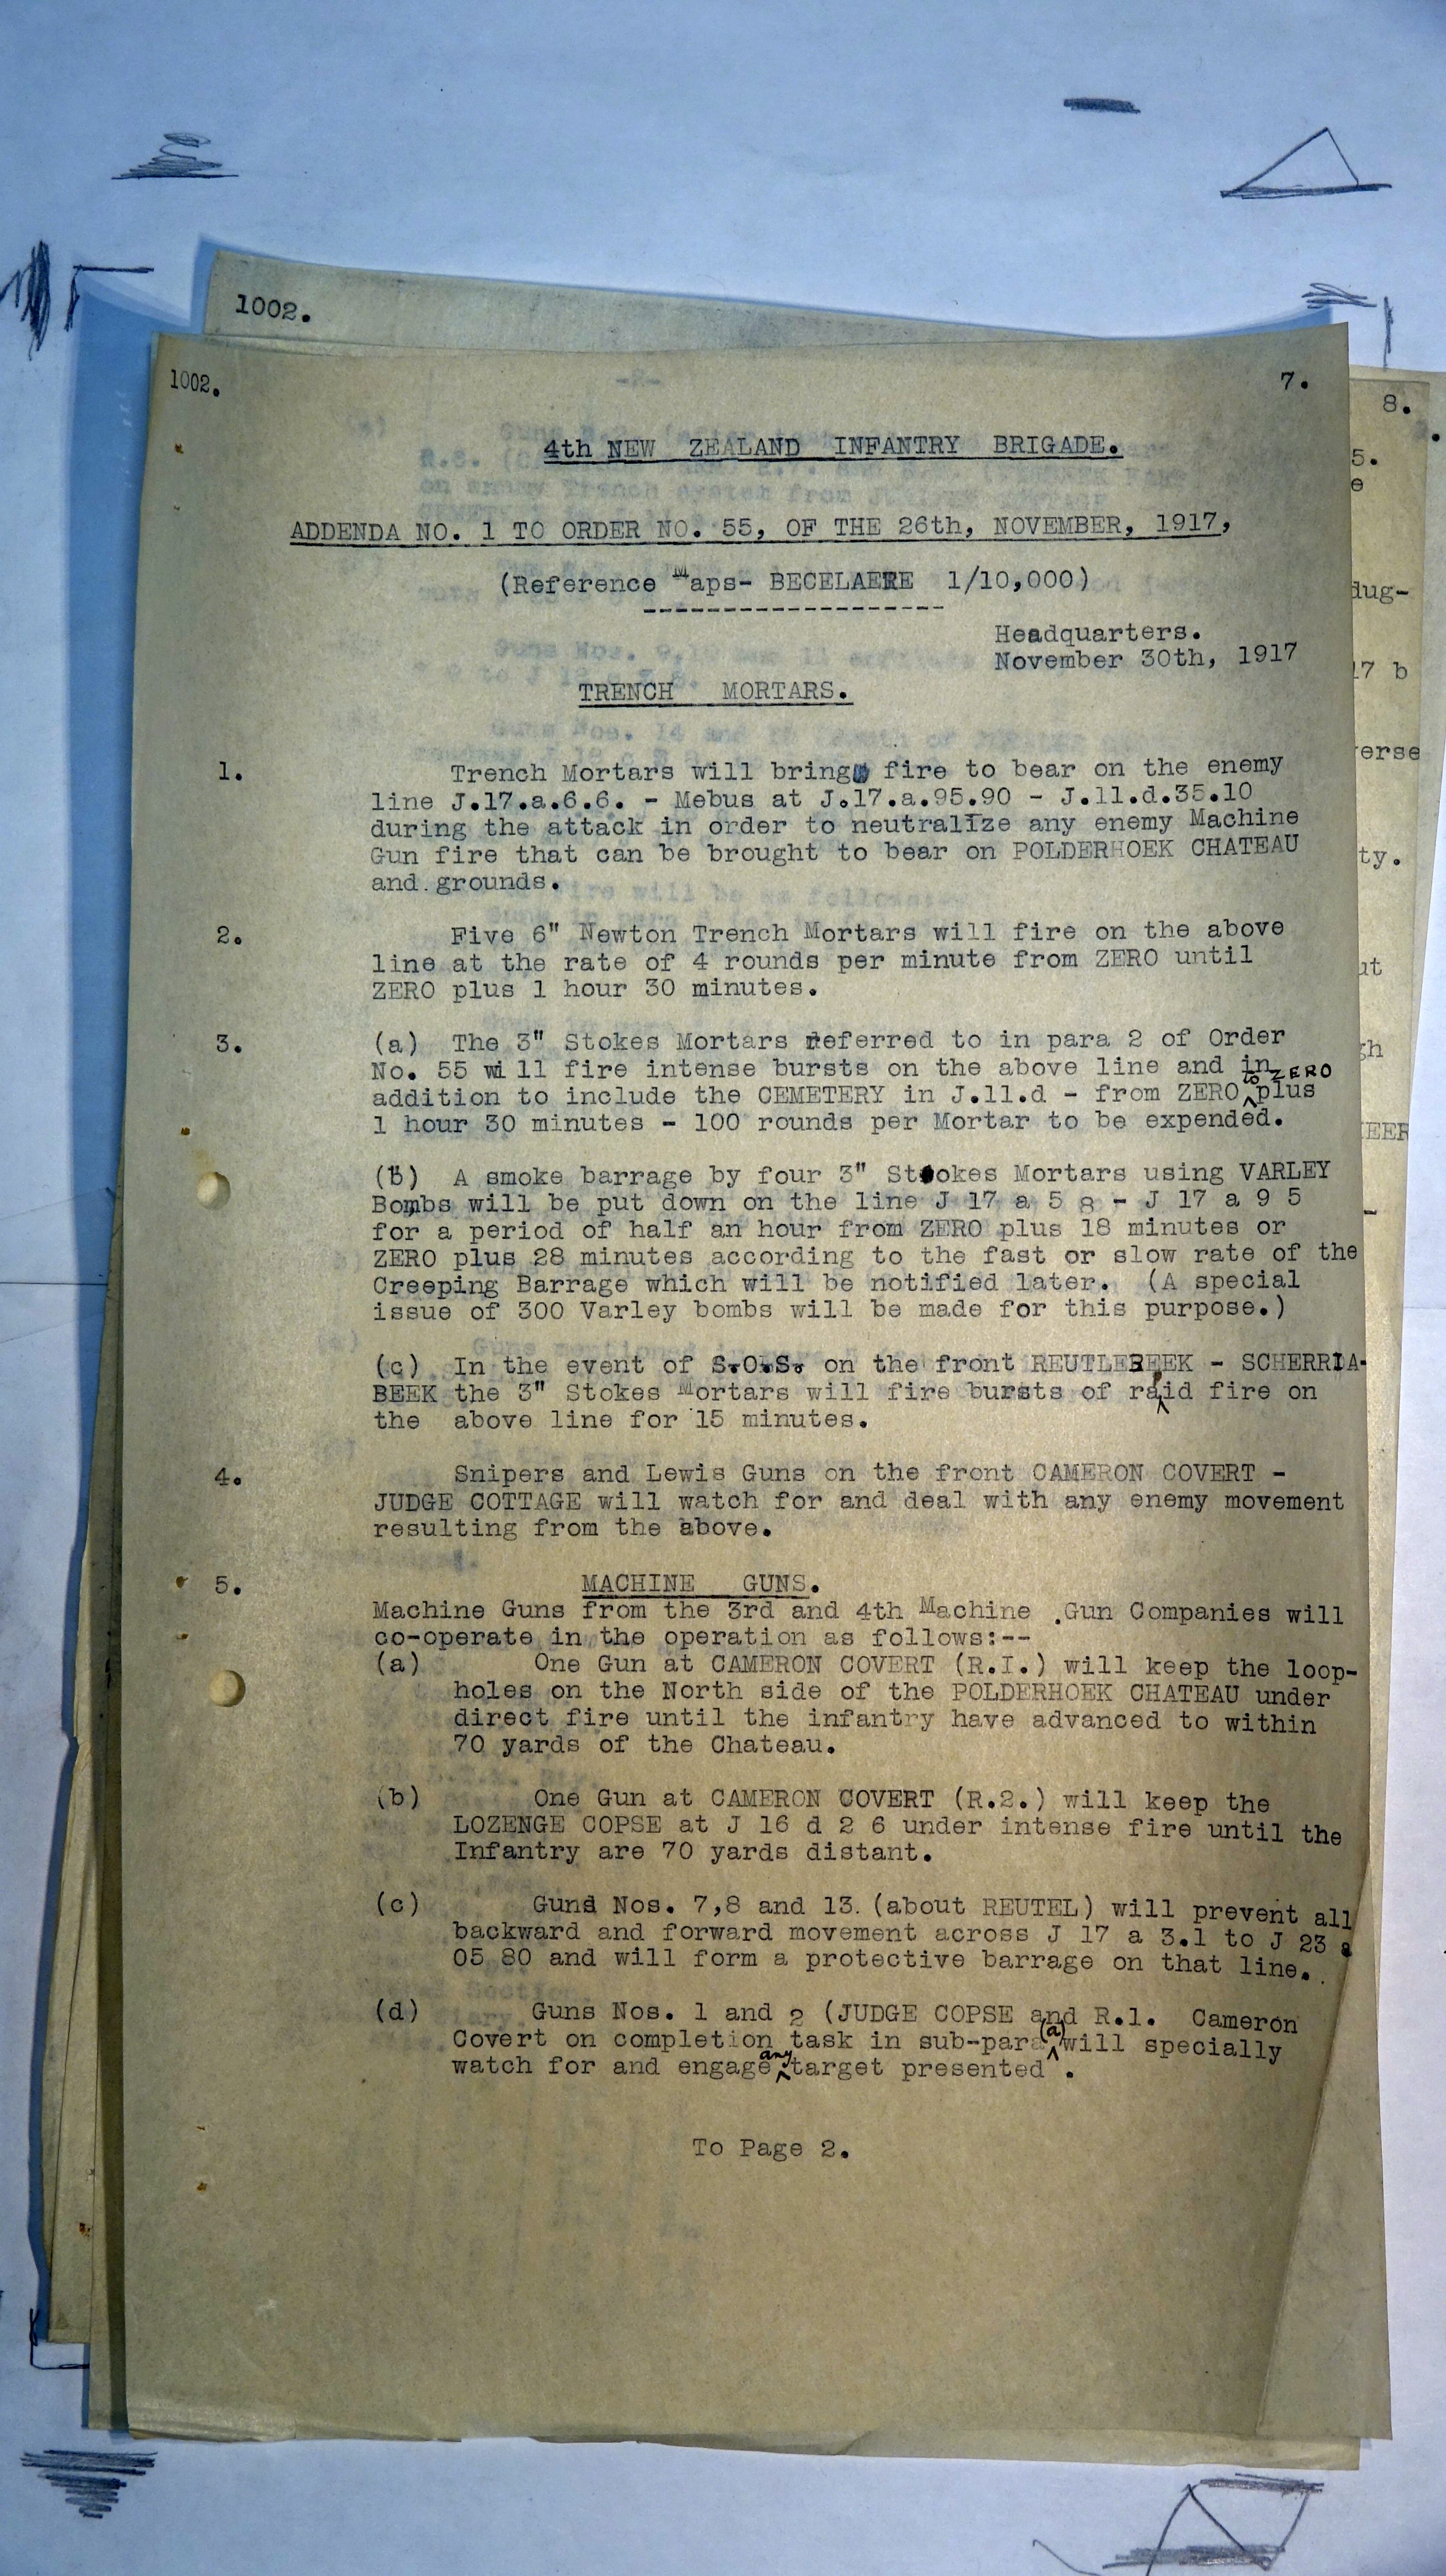 1002.
1002.
7.
8.
4th NEW ZEALAND INFANTRY BRIGADE.
ADDENDA NO. 1 TO ORDER NO. 55, OF THE 26th, NOVEMBER, 1917,
(Reference Maps- BECELAERE 1/10,000)
-------------------
Headquarters.
November 30th, 1917
TRENCH MORTARS.
1. Trench Mortars will bring fire to bear on the enemy
line J.17.a.6.6. - Mebus at J.17.a.95.90 - J.11.d.35.10
during the attack in order to neutralIze any enemy Machine
Gun fire that can be brought to bear on POLDERHOEK CHATEAU
and.grounds.
2. Five 6" Newton Trench Mortars will fire on the above
line at the rate of 4 rounds per minute from ZERO until
ZERO plus 1 hour 30 minutes.
3. (a) The 3" Stokes Mortars referred to in para 2 of Order
No. 55 will fire intense bursts on the above line and in
addition to include the CEMETERY in J.11.d - from ZERO to ZERO plus
1 hour 30 minutes - 100 rounds per Mortar to be expended.
(b) A smoke barrage by four 3" Stokes Mortars using VARLEY
Bombs will be put down on the line J 17 a 5 8 - J 17 a 9 5
for a period of half an hour from ZERO plus 18 minutes or
ZERO plus 28 minutes according to the fast or slow rate of the
Creeping Barrage which will be notified later. (A special
issue of 300 Varley bombs will be made for this purpose.)
(c) In the event of S.O.S. on the front REUTLEBEEK - SCHERRIA-
BEEK the 3" Stokes Mortars will fire bursts of rapid fire on
the above line for 15 minutes.
4. Snipers and Lewis Guns on the front CAMERON COVERT -
JUDGE COTTAGE will watch for and deal with any enemy movement
resulting from the above.
5. MACHINE GUNS.
Machine Guns from the 3rd and 4th Machine .Gun Companies will
co-operate in the operation as follows:--
(a) One Gun at CAMERON COVERT (R.I.) will keep the loop-
holes on the North side of the POLDERHOEK CHATEAU under
direct fire until the infantry have advanced to within
70 yards of the Chateau.
(b) One Gun at CAMERON COVERT (R.2.) will keep the
LOZENGE COPSE at J 16 d 2 6 under intense fire until the
Infantry are 70 yards distant.
(c) Guns Nos. 7,8 and 13. (about REUTEL) will prevent all
backward and forward movement across J 17 a 3.1 to J 23 a
05 80 and will form a protective barrage on that line..
(d) Guns Nos. 1 and 2 (JUDGE COPSE and R.1. Cameron
Covert on completion task in sub-para (a) will specially
watch for and engage any target presented .
To Page 2.
5.
e
dug-
17 b
erse
ty.
ut
gh
EER